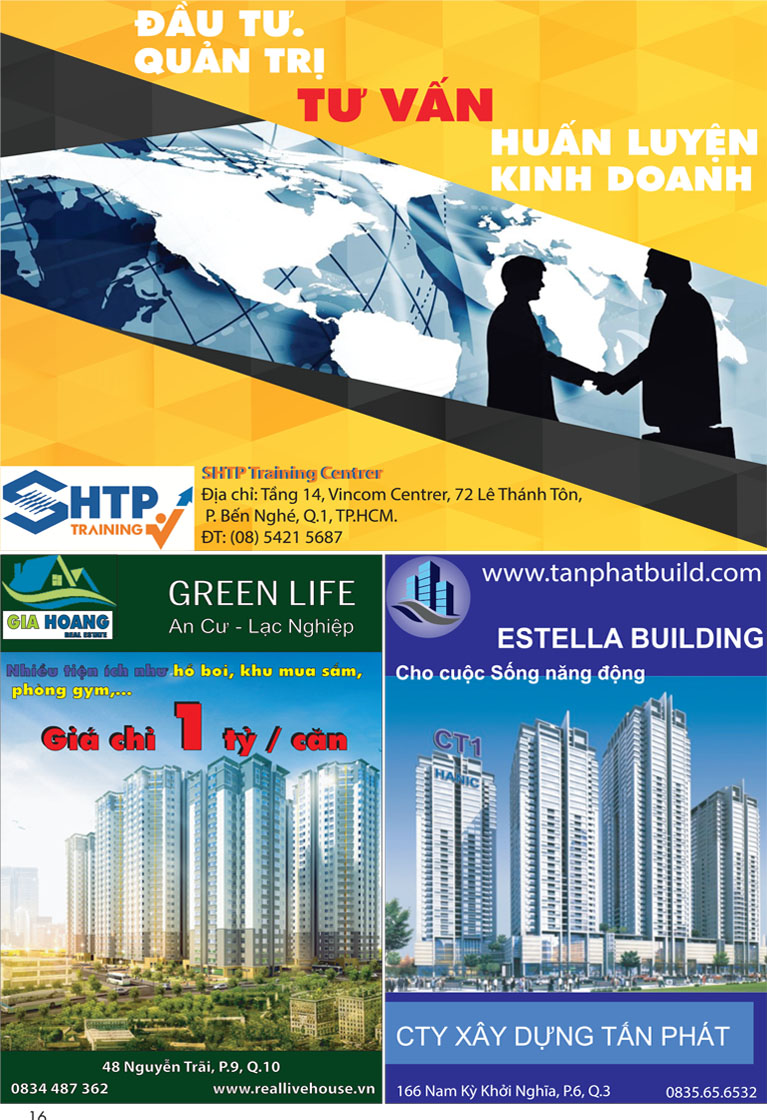 ĐẦU TƯ.
QUẢN TRỊ
TƯ VẤN
HUẤN LUYỆN
KINH DOANH
SHTP
TRAINING
SHTP Training Centrer
Địa chỉ: Tầng 14, Vincom Centrer, 72 Lê Thánh Tôn,
P. Bến Nghé, Q.1, TP.HCM.
ĐT: (08) 5421 5687
GIA HOANG
REAL ESTATE
GREEN LIFE
An Cư - Lạc Nghiệp
Nhiều tiện ích như hồ bơi, khu mua sắm,
phòng gym,...
Giá chỉ 1 tỷ / căn
48 Nguyễn Trãi, P.9, Q.10
0834 487 362
www.reallivehouse.vn
www.tanphatbuild.com
ESTELLA BUILDING
Cho cuộc Sống năng động
CT1
HANIC
CTY XÂY DỰNG TẤN PHÁT
166 Nam Kỳ Khởi Nghĩa, P.6, Q.3
0835.65.6532
16